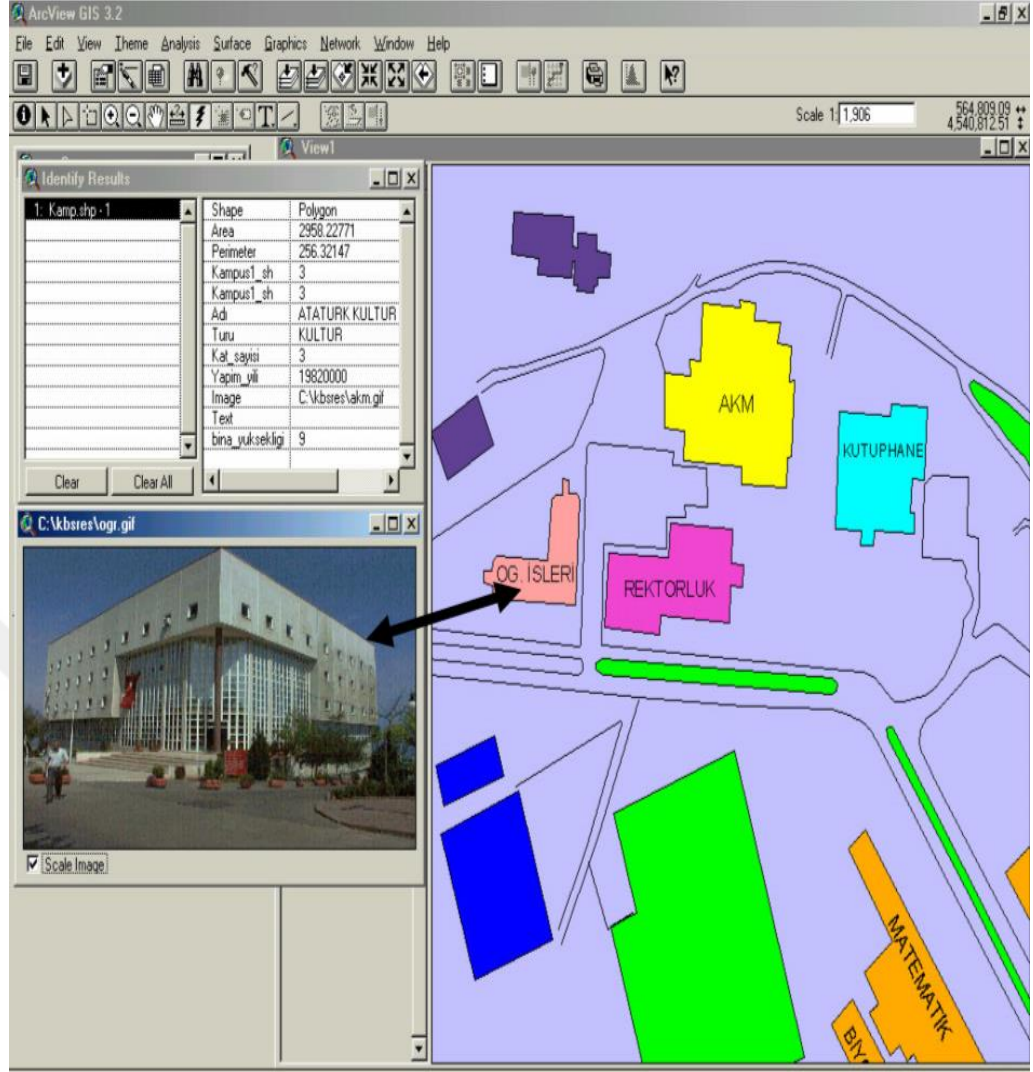 ArcView GIS 3.2
File Edit View Theme Analysis Surface Graphics Network Window Help
Scale 1: 1,906
564,809.09
4,540,812.51
View1
Identify Results
1: Kamp.shp - 1
Shape Polygon
Area 2958.22771
Perimeter 256.32147
Kampus1_sh 3
Kampus1_sh 3
Adı ATATURK KULTUR
Turu KULTUR
Kat_sayisi 3
Yapim_yili 19820000
Image C:\kbsres\akm.gif
Text
bina_yuksekligi 9
Clear Clear All
C:\kbsres\ogr.gif
Scale Image
AKM
KUTUPHANE
OG. İSLERİ
REKTORLUK
MATEMATİK
BİY